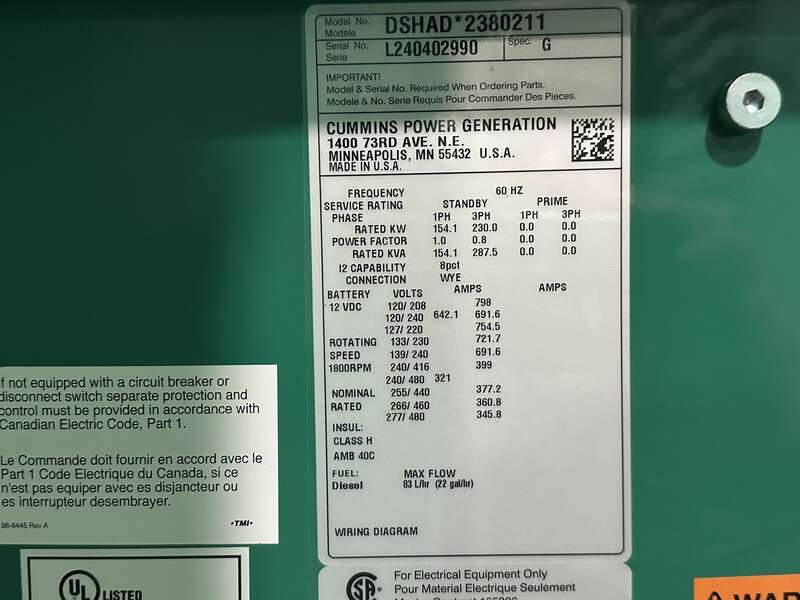 Model No. DSHAD*2380211
Modele
Serial No. L240402990 Spec. G
Serie
IMPORTANT!
Model & Serial No. Required When Ordering Parts.
Modele & No. Serie Requis Pour Commander Des Pieces.
CUMMINS POWER GENERATION
1400 73RD AVE. N.E.
MINNEAPOLIS, MN 55432 U.S.A.
MADE IN U.S.A.
FREQUENCY 60 HZ
SERVICE RATING STANDBY PRIME
PHASE 1PH 3PH 1PH 3PH
RATED KW 154.1 230.0 0.0 0.0
POWER FACTOR 1.0 0.8 0.0 0.0
RATED KVA 154.1 287.5 0.0 0.0
I2 CAPABILITY 8pct
CONNECTION WYE
BATTERY VOLTS AMPS AMPS
12 VDC 120/ 208 798
120/ 240 642.1 691.6
127/ 220 754.5
ROTATING 133/ 230 721.7
SPEED 139/ 240 691.6
1800RPM 240/ 416 399
240/ 480 321
NOMINAL 255/ 440 377.2
RATED 266/ 460 360.8
277/ 480 345.8
INSUL:
CLASS H
AMB 40C
FUEL: MAX FLOW
Diesel 83 L/hr (22 gal/hr)
WIRING DIAGRAM
For Electrical Equipment Only
Pour Material Electrique Seulement
If not equipped with a circuit breaker or
disconnect switch separate protection and
control must be provided in accordance with
Canadian Electric Code, Part 1.
Le Commande doit fournir en accord avec le
Part 1 Code Electrique du Canada, si ce
n'est pas equiper avec es disjancteur ou
es interrupteur desembrayer.
98-8445 Rev A •TMI•
UL LISTED